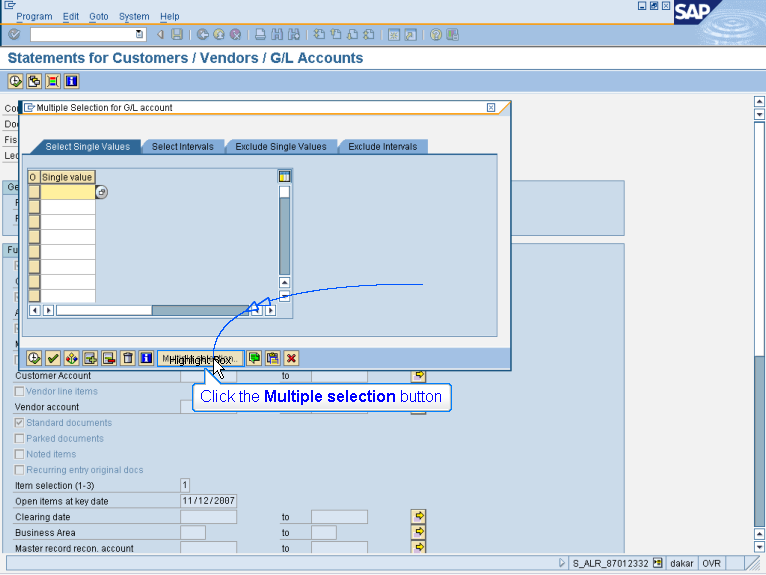 Program Edit Goto System Help
SAP
Statements for Customers / Vendors / G/L Accounts
Multiple Selection for G/L account
Select Single Values Select Intervals Exclude Single Values Exclude Intervals
O Single value
Highlight Box
Customer Account to
Click the Multiple selection button
Vendor line items
Vendor account
Standard documents
Parked documents
Noted items
Recurring entry original docs
Item selection (1-3) 1
Open items at key date 11/12/2007
Clearing date to
Business Area to
Master record recon. account to
S_ALR_87012332 dakar OVR